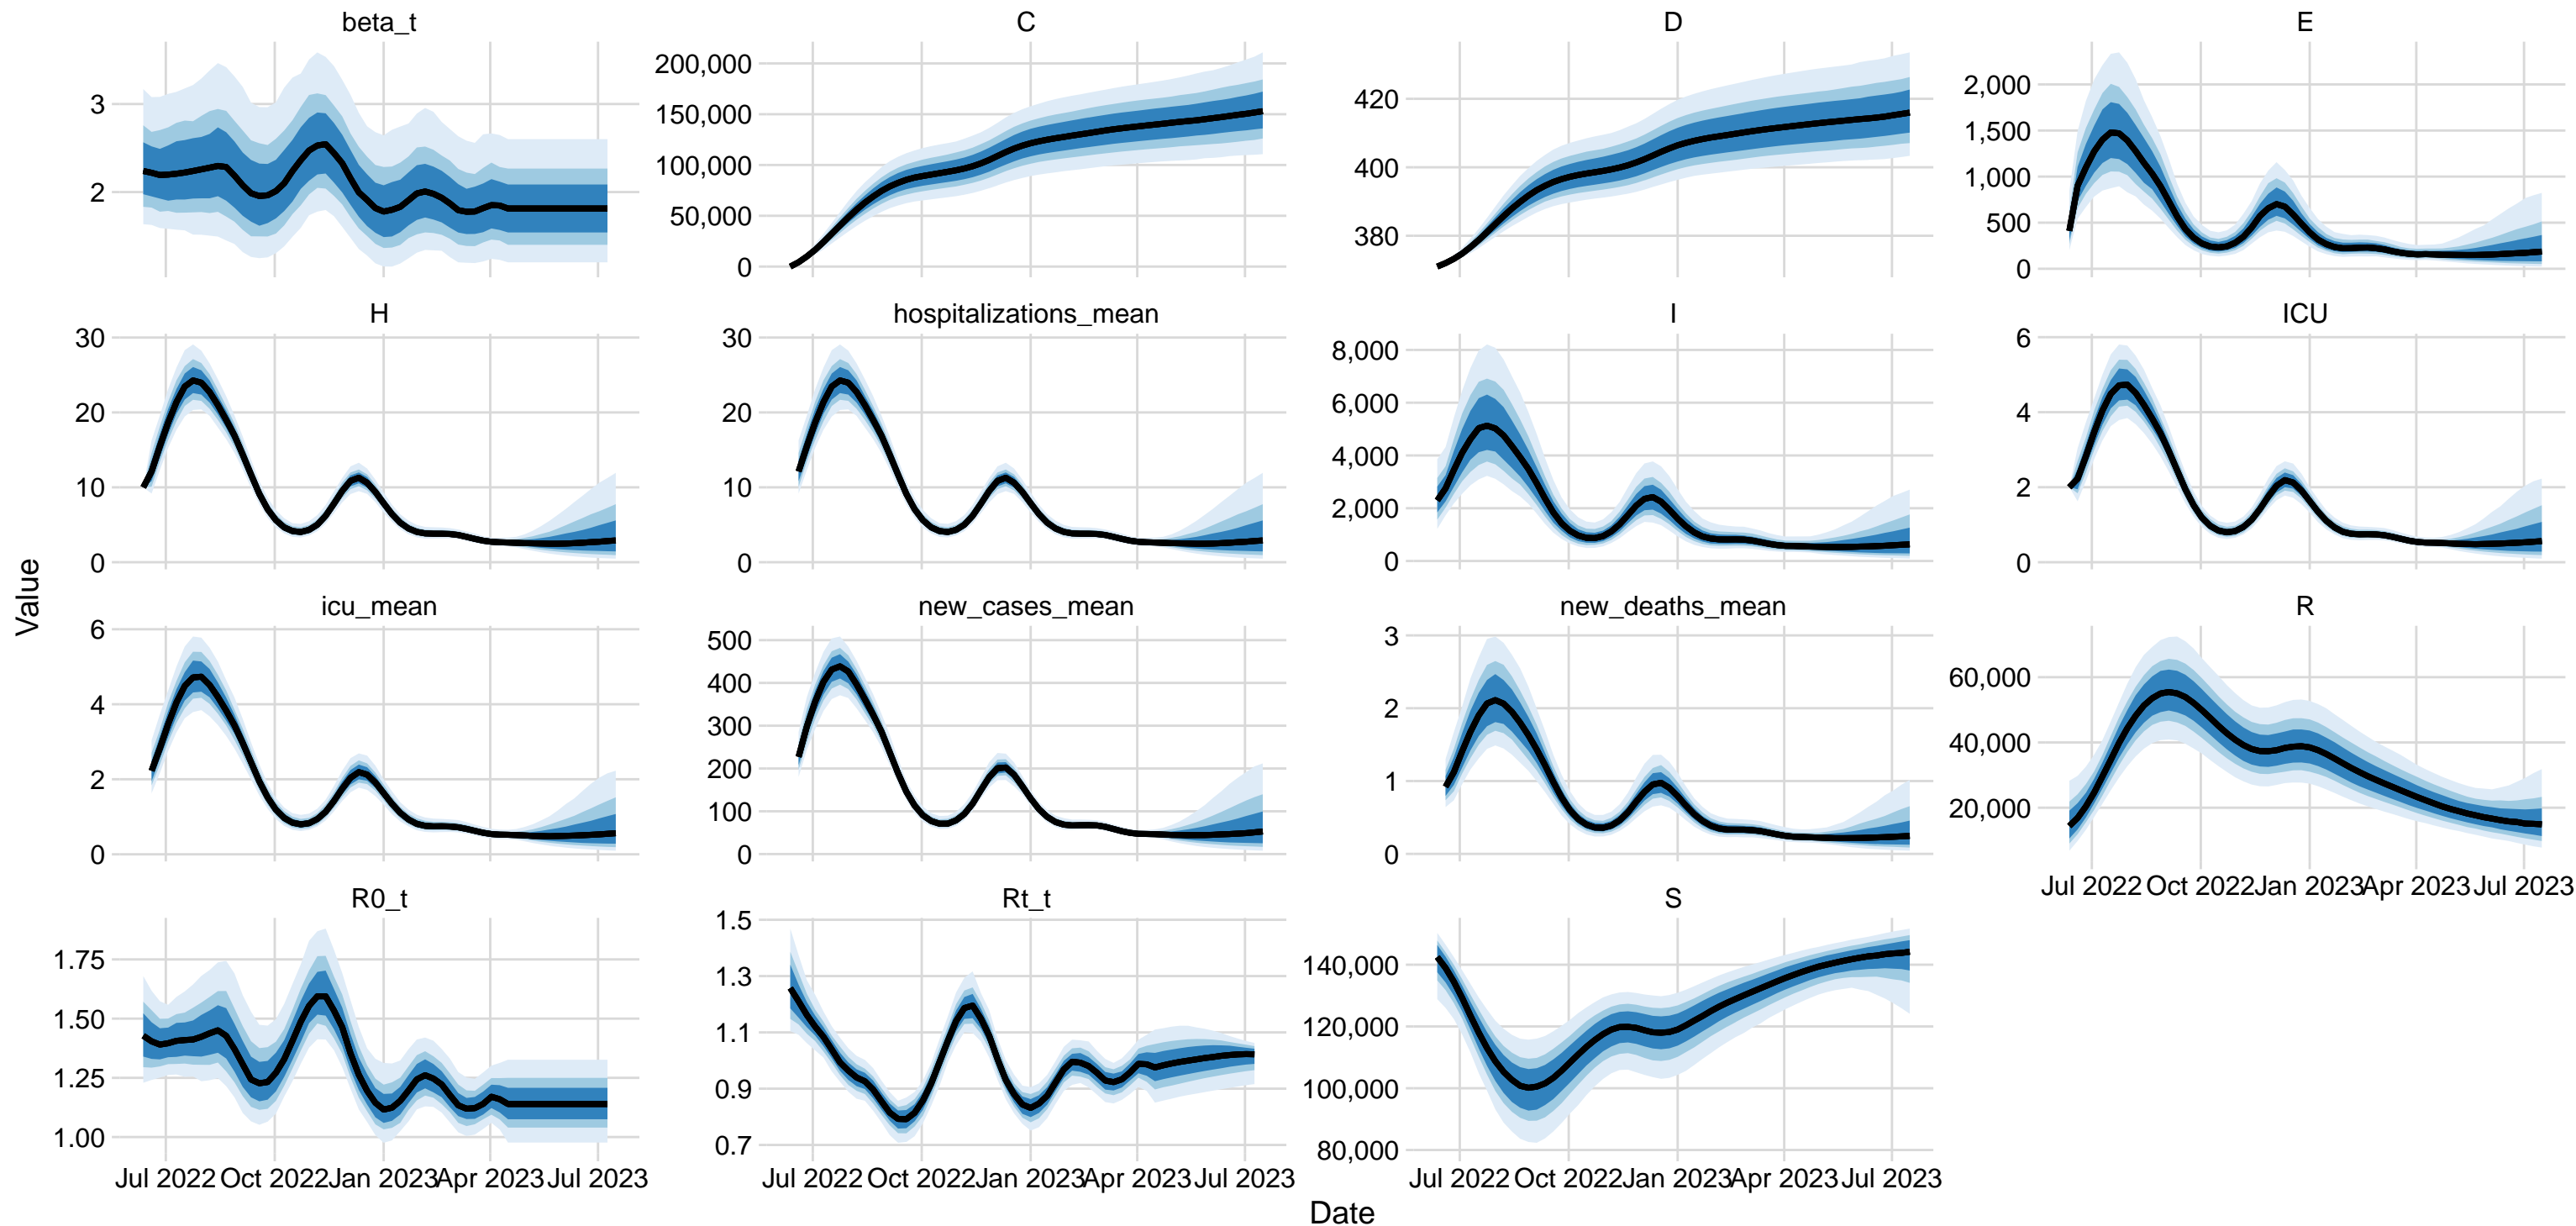 beta_t
C
D
E
3
2
200,000
150,000
100,000
50,000
0
420
400
380
2,000
1,500
1,000
500
0
H
hospitalizations_mean
I
ICU
30
20
10
0
30
20
10
0
8,000
6,000
4,000
2,000
0
6
4
2
0
Value
icu_mean
new_cases_mean
new_deaths_mean
R
6
4
2
0
500
400
300
200
100
0
3
2
1
0
60,000
40,000
20,000
Jul 2022 Oct 2022 Jan 2023 Apr 2023 Jul 2023
R0_t
Rt_t
S
1.75
1.50
1.25
1.00
1.5
1.3
1.1
0.9
0.7
140,000
120,000
100,000
80,000
Jul 2022 Oct 2022 Jan 2023 Apr 2023 Jul 2023
Jul 2022 Oct 2022 Jan 2023 Apr 2023 Jul 2023
Jul 2022 Oct 2022 Jan 2023 Apr 2023 Jul 2023
Date